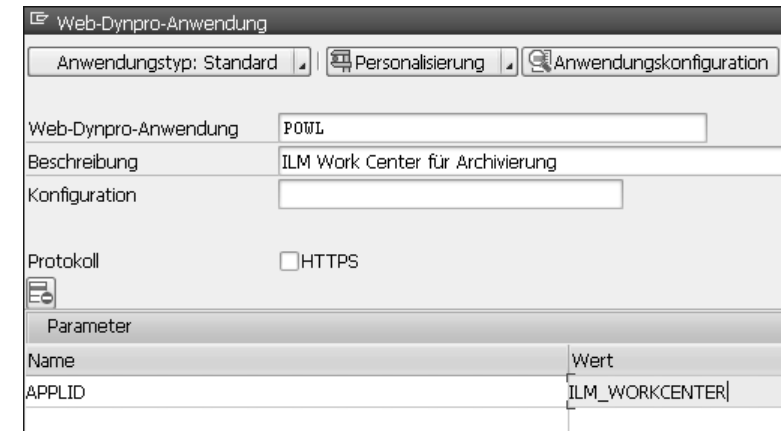 Web-Dynpro-Anwendung
Anwendungstyp: Standard Personalisierung Anwendungskonfiguration
Web-Dynpro-Anwendung POWL
Beschreibung ILM Work Center für Archivierung
Konfiguration
Protokoll HTTPS
Parameter
Name Wert
APPLID ILM_WORKCENTER